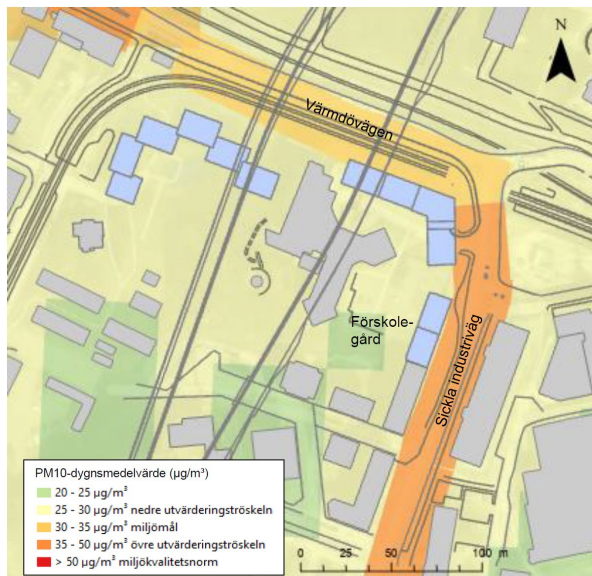 N
Värmdövägen
Förskole-
gård
Sickla industriväg
PM10-dygnsmedelvärde (µg/m³)
20 - 25 µg/m³
25 - 30 µg/m³ nedre utvärderingströskeln
30 - 35 µg/m³ miljömål
35 - 50 µg/m³ övre utvärderingströskeln
> 50 µg/m³ miljökvalitetsnorm
0 25 50 100 m